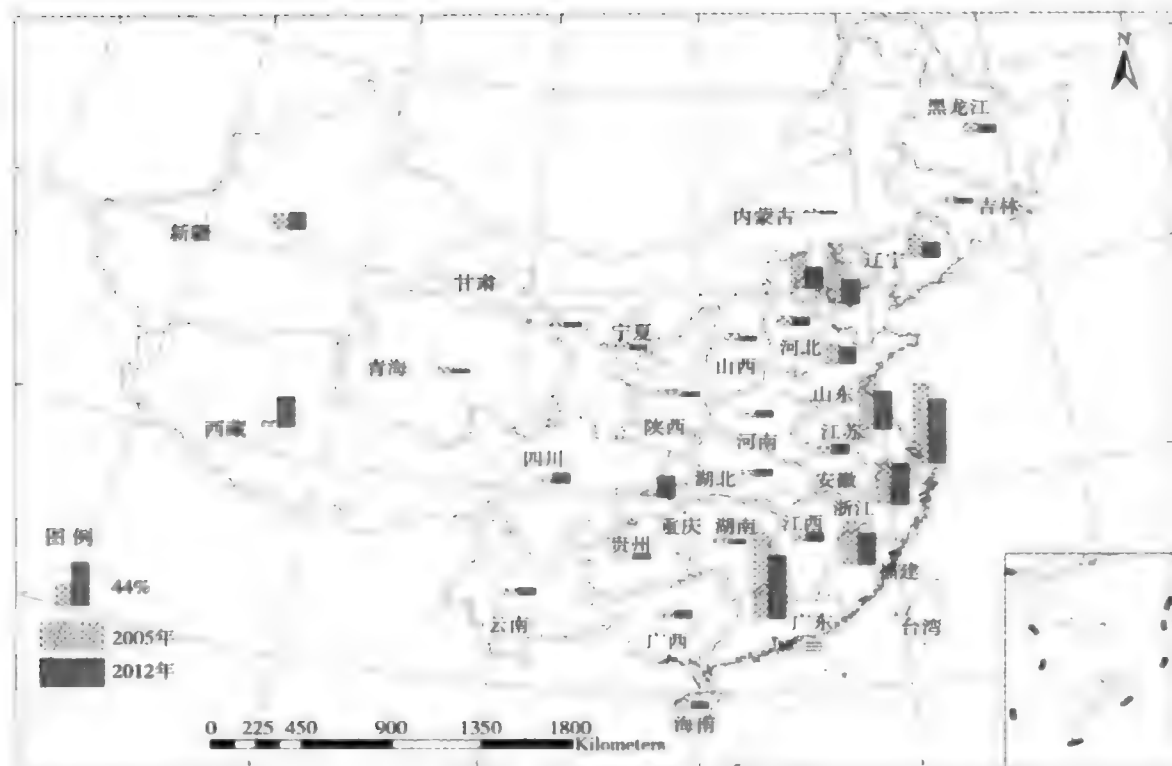 N
黑龙江
吉林
内蒙古
新疆
辽宁
甘肃
宁夏
河北
山西
青海
山东
西藏
陕西
河南
江苏
四川
湖北
安徽
浙江
图例
重庆
湖南
江西
贵州
福建
44%
云南
广西
广东
台湾
2005年
2012年
海南
0 225 450 900 1350 1800
Kilometers